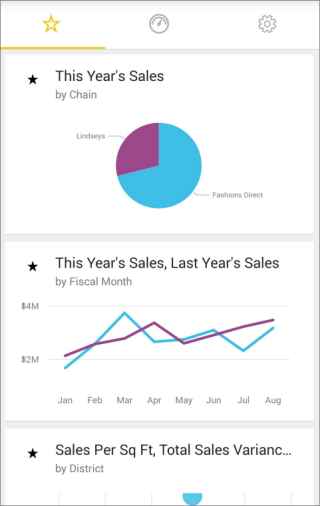 This Year's Sales
by Chain
Lindseys
Fashions Direct
This Year's Sales, Last Year's Sales
by Fiscal Month
$4M
$2M
Jan Feb Mar Apr May Jun Jul Aug
Sales Per Sq Ft, Total Sales Varianc...
by District